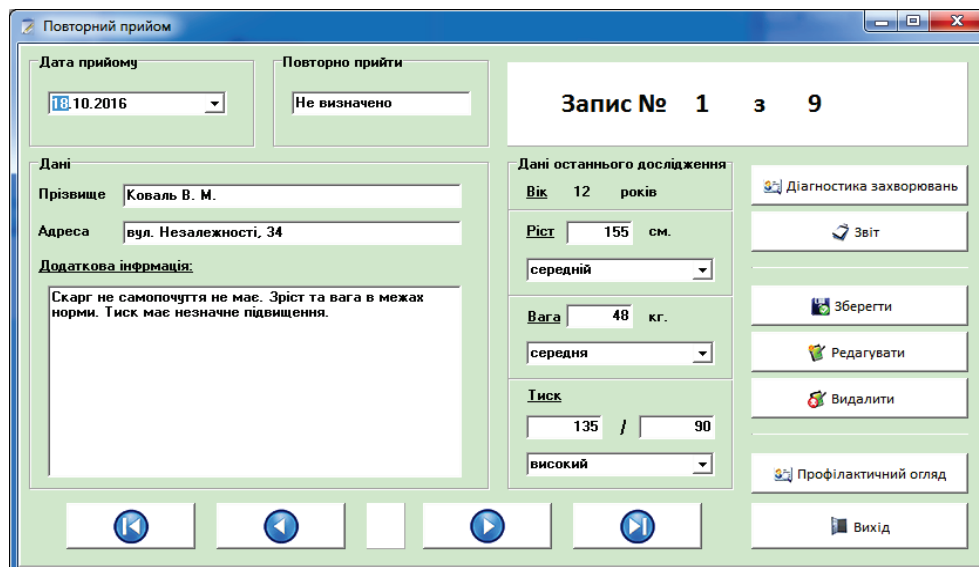 Повторний прийом
Дата прийому
18.10.2016
Повторно прийти
Не визначено
Запис № 1 з 9
Дані
Прізвище Коваль В. М.
Адреса вул. Незалежності, 34
Додаткова інфрмація:
Скарг не самопочуття не має. Зріст та вага в межах
норми. Тиск має незначне підвищення.
Дані останнього дослідження
Вік 12 років
Ріст 155 см.
середній
Вага 48 кг.
середня
Тиск
135 / 90
високий
Діагностика захворювань
Звіт
Зберегти
Редагувати
Видалити
Профілактичний огляд
Вихід